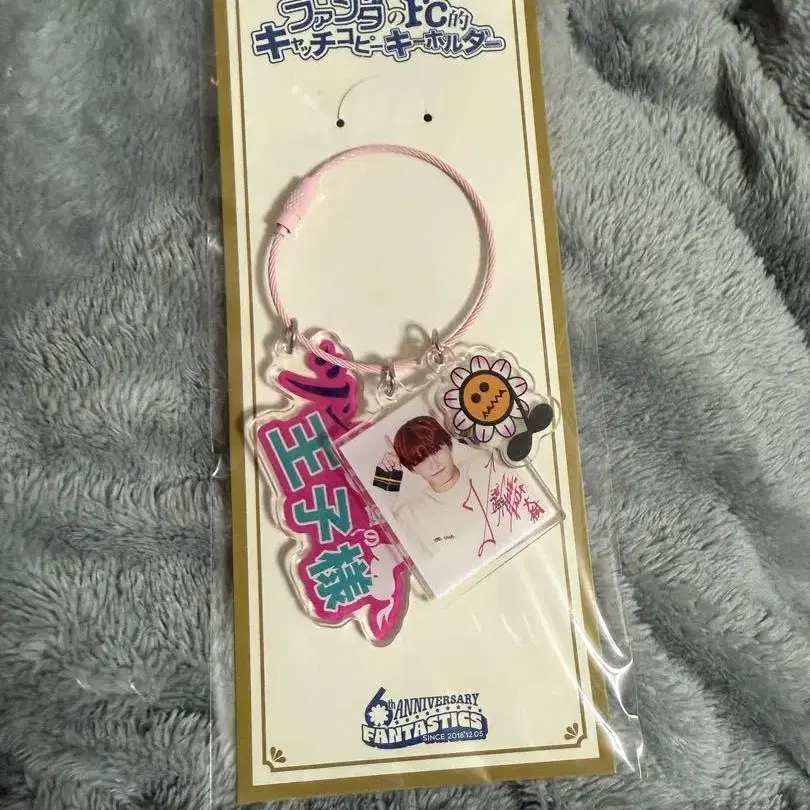 ファンタのFC的
キャッチコピーキーホルダー
王子様
6th ANNIVERSARY
FANTASTICS
SINCE 2018.12.05